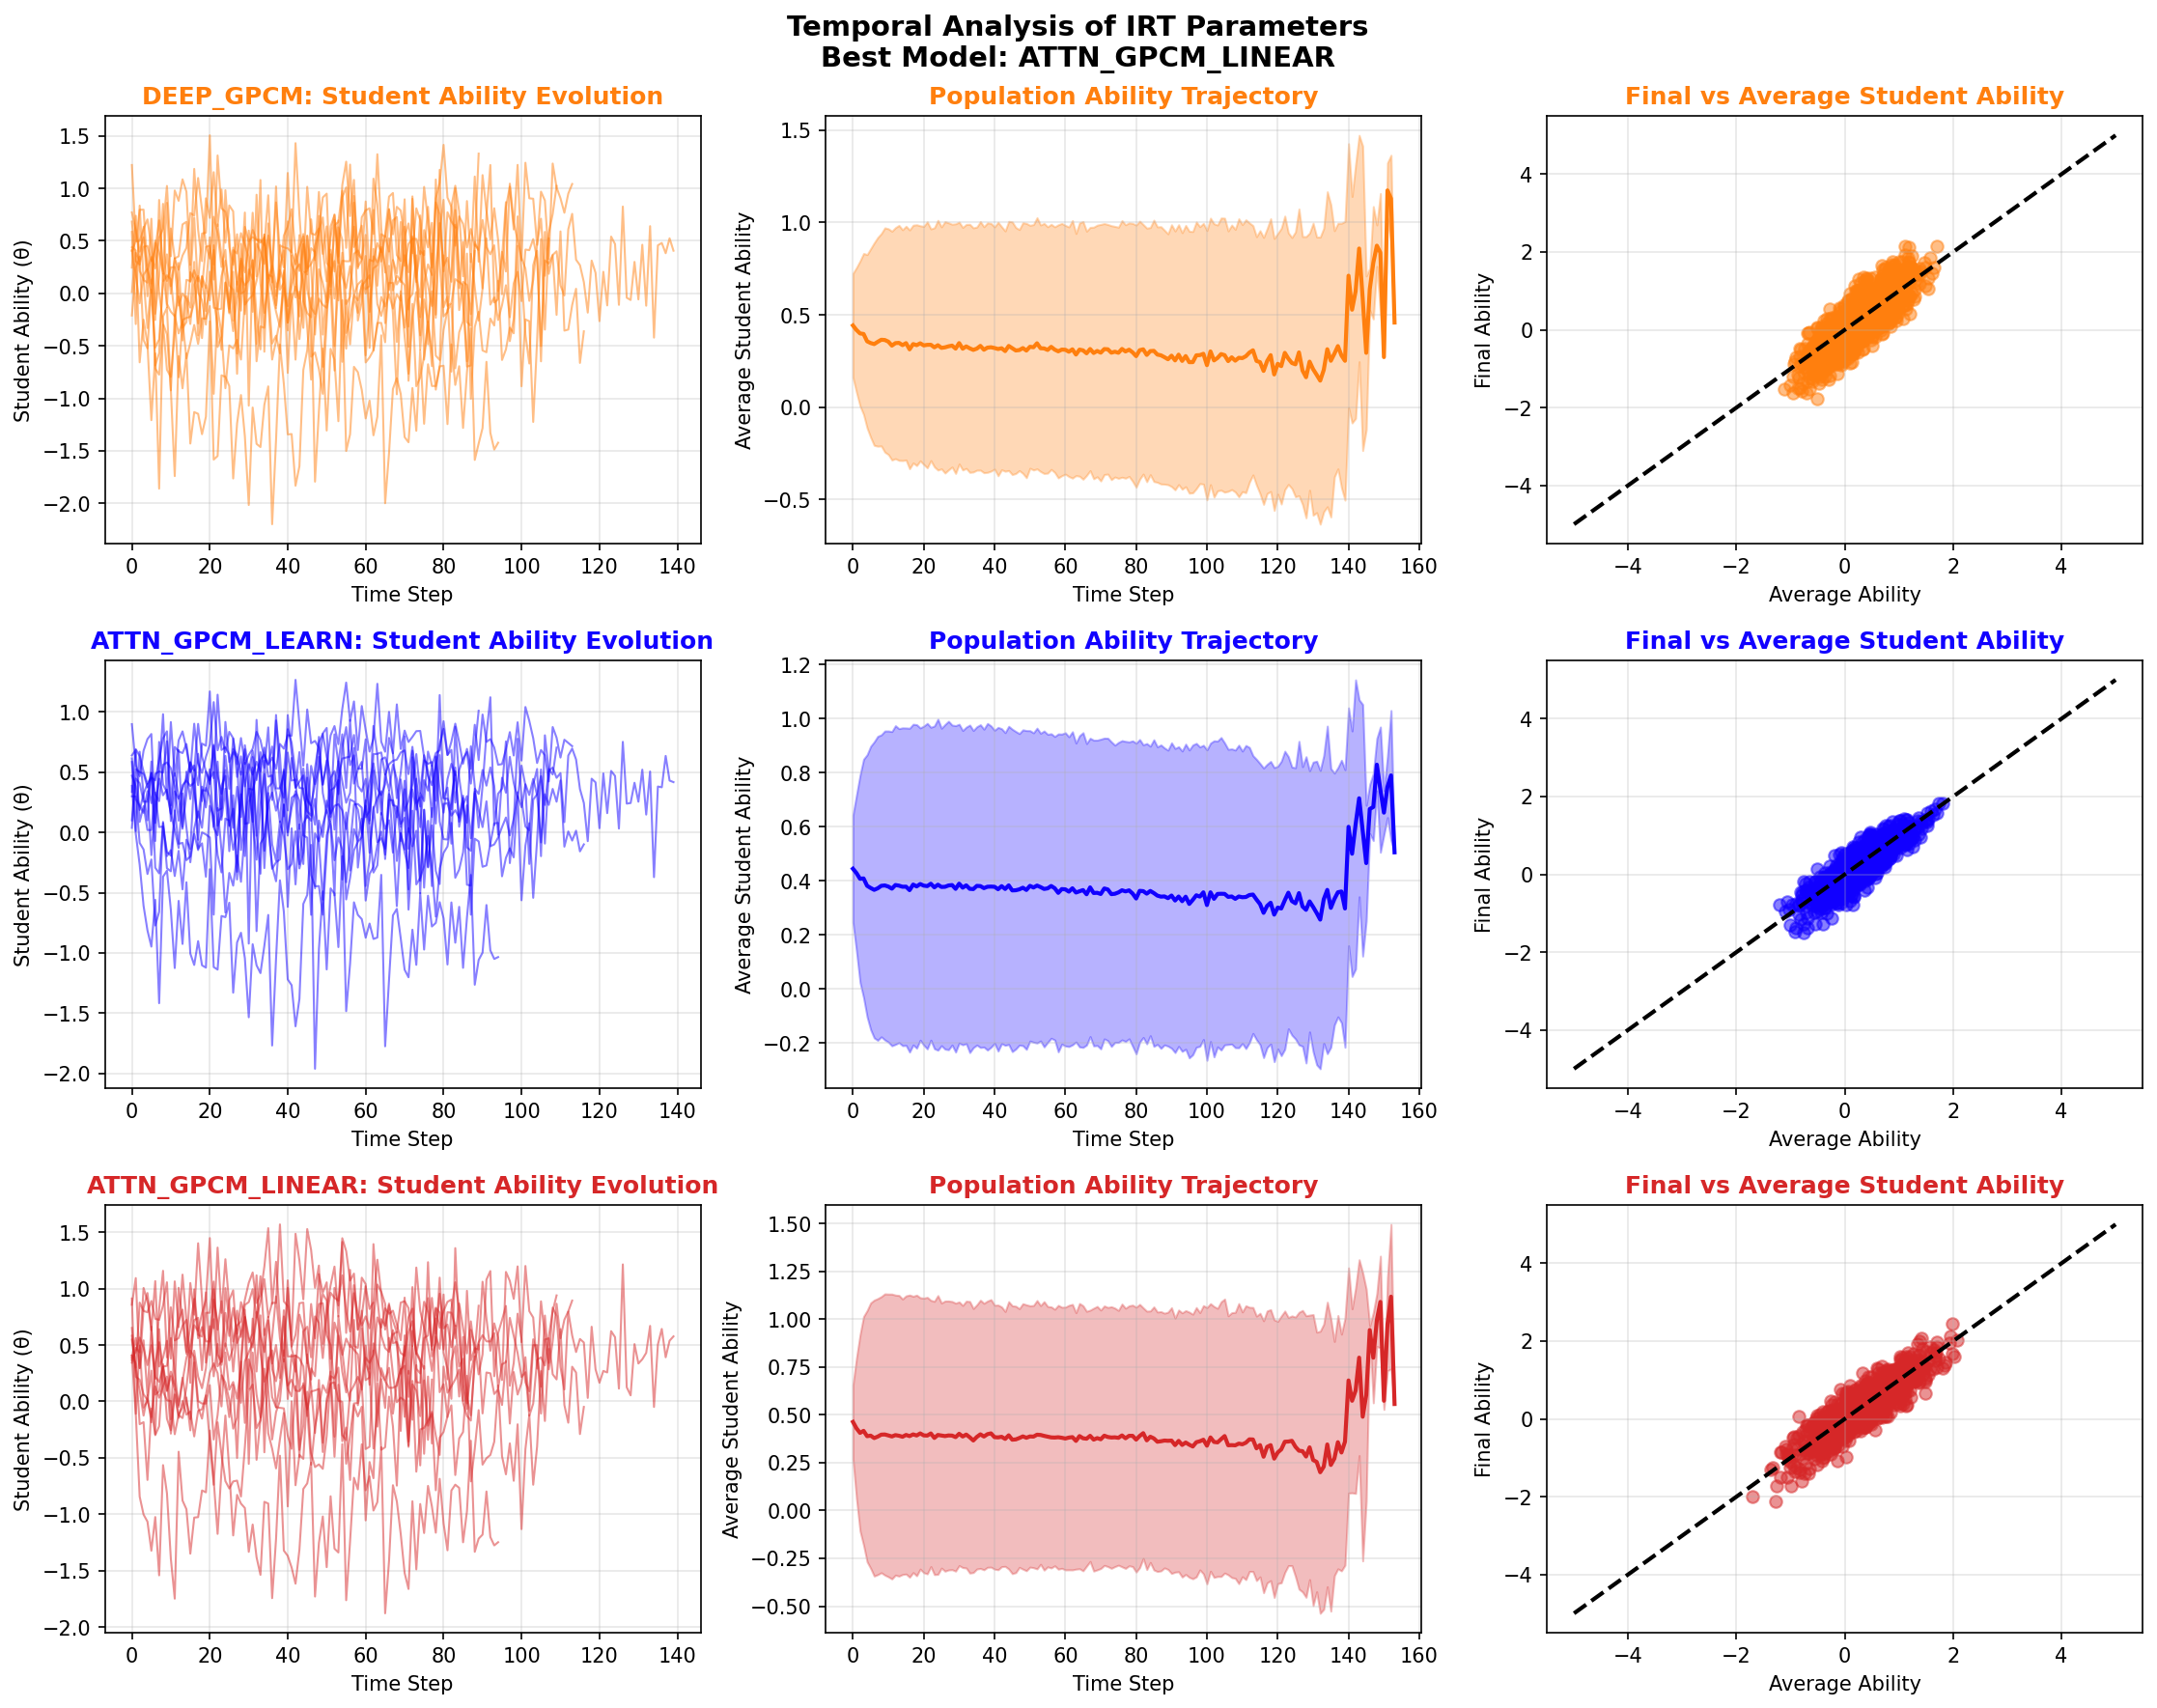 Temporal Analysis of IRT Parameters
Best Model: ATTN_GPCM_LINEAR
DEEP_GPCM: Student Ability Evolution
Student Ability (θ)
1.5
1.0
0.5
0.0
−0.5
−1.0
−1.5
−2.0
0 20 40 60 80 100 120 140
Time Step
Population Ability Trajectory
Average Student Ability
1.5
1.0
0.5
0.0
−0.5
0 20 40 60 80 100 120 140 160
Time Step
Final vs Average Student Ability
Final Ability
4
2
0
−2
−4
−4 −2 0 2 4
Average Ability
ATTN_GPCM_LEARN: Student Ability Evolution
Student Ability (θ)
1.0
0.5
0.0
−0.5
−1.0
−1.5
−2.0
0 20 40 60 80 100 120 140
Time Step
Population Ability Trajectory
Average Student Ability
1.2
1.0
0.8
0.6
0.4
0.2
0.0
−0.2
0 20 40 60 80 100 120 140 160
Time Step
Final vs Average Student Ability
Final Ability
4
2
0
−2
−4
−4 −2 0 2 4
Average Ability
ATTN_GPCM_LINEAR: Student Ability Evolution
Student Ability (θ)
1.5
1.0
0.5
0.0
−0.5
−1.0
−1.5
−2.0
0 20 40 60 80 100 120 140
Time Step
Population Ability Trajectory
Average Student Ability
1.50
1.25
1.00
0.75
0.50
0.25
0.00
−0.25
−0.50
0 20 40 60 80 100 120 140 160
Time Step
Final vs Average Student Ability
Final Ability
4
2
0
−2
−4
−4 −2 0 2 4
Average Ability